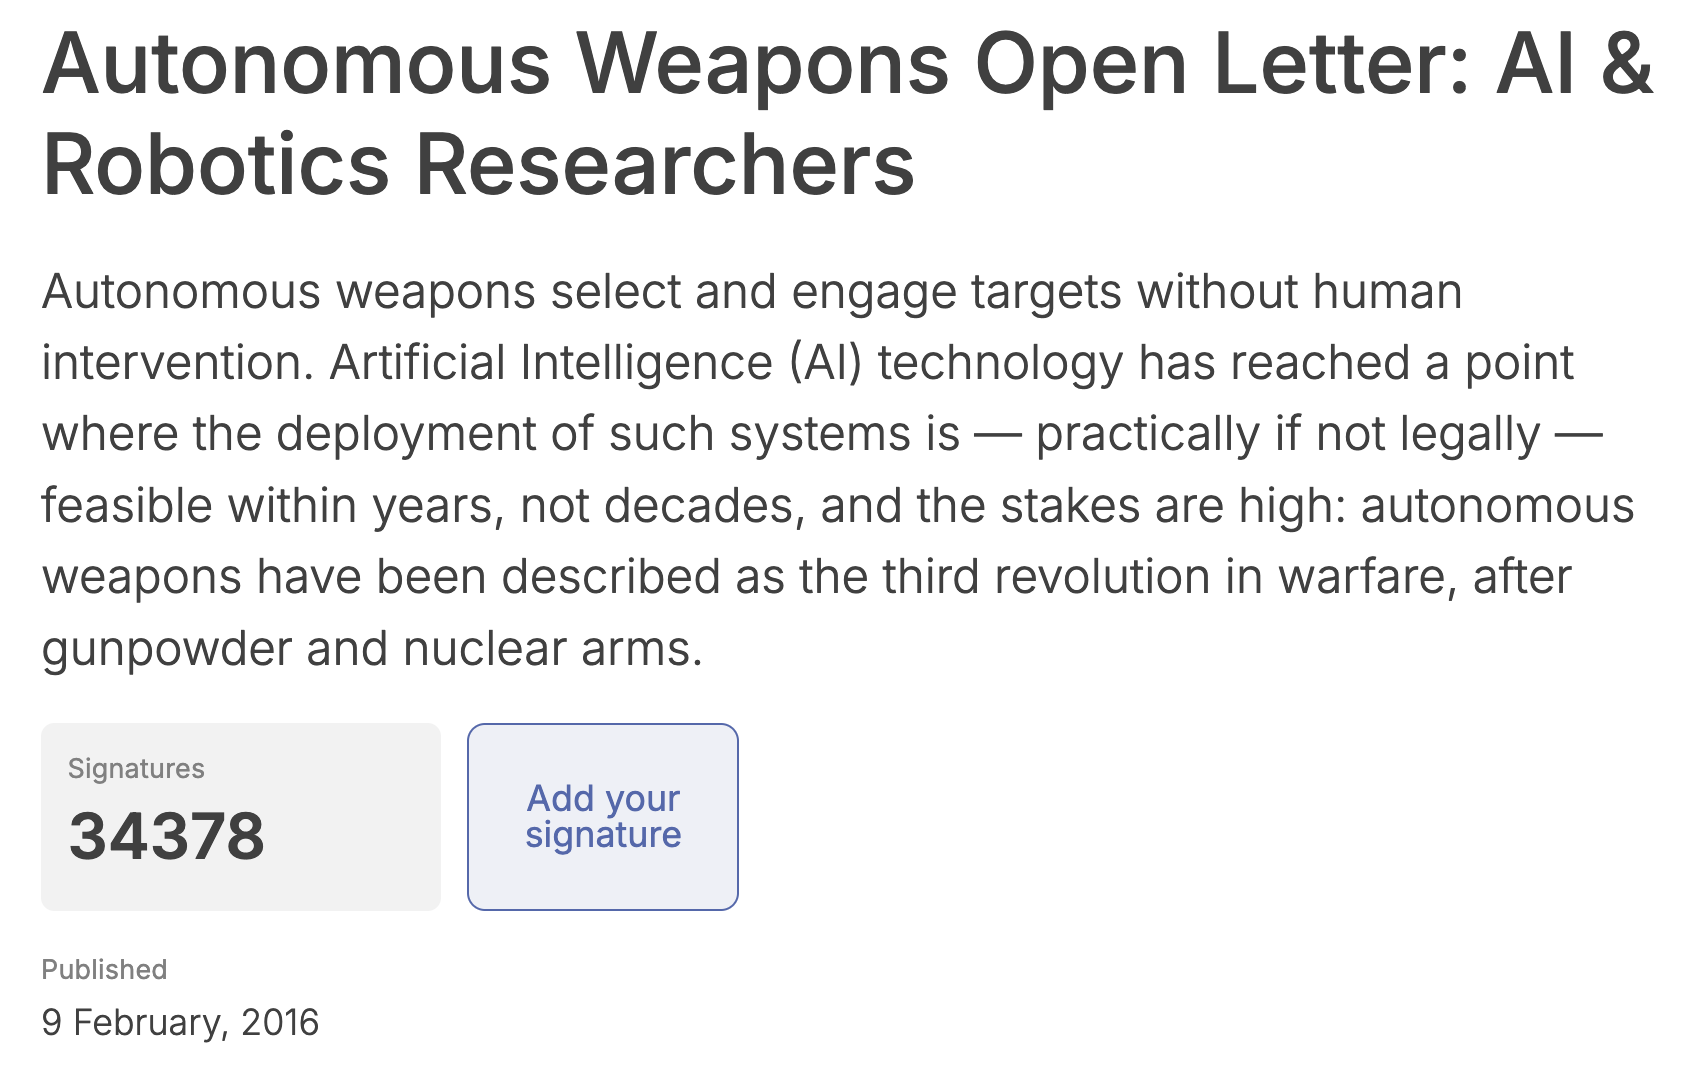 Autonomous Weapons Open Letter: AI &
Robotics Researchers
Autonomous weapons select and engage targets without human
intervention. Artificial Intelligence (AI) technology has reached a point
where the deployment of such systems is — practically if not legally —
feasible within years, not decades, and the stakes are high: autonomous
weapons have been described as the third revolution in warfare, after
gunpowder and nuclear arms.
Signatures
34378
Add your
signature
Published
9 February, 2016